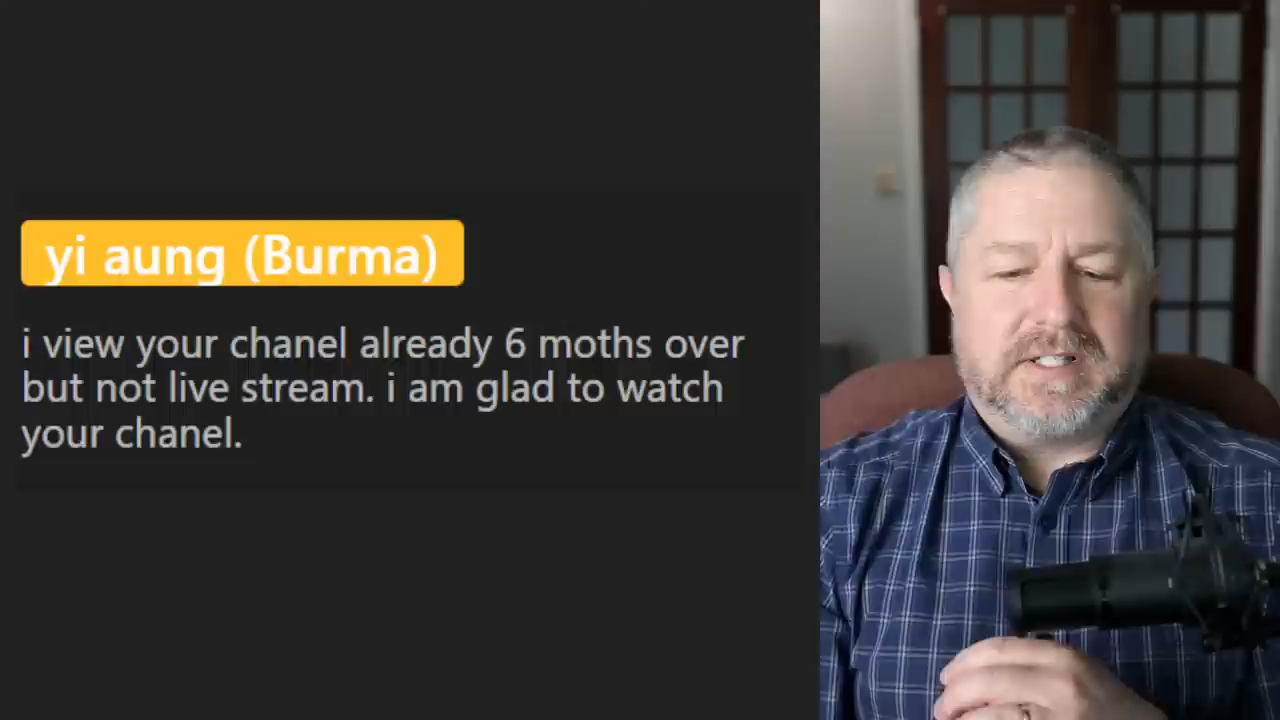 yi aung (Burma)
i view your chanel already 6 moths over
but not live stream. i am glad to watch
your chanel.